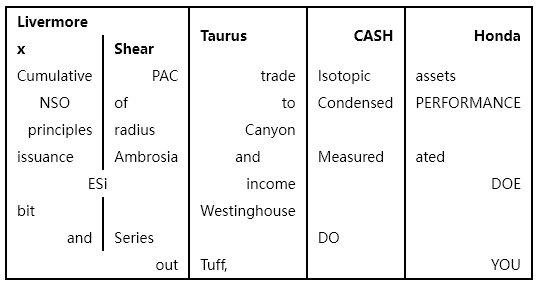 Livermore Taurus CASH Honda
x Shear
Cumulative PAC trade Isotopic assets
NSO of to Condensed PERFORMANCE
principles radius Canyon
issuance Ambrosia and Measured ated
ESi income DOE
bit Westinghouse
and Series DO
out Tuff, YOU